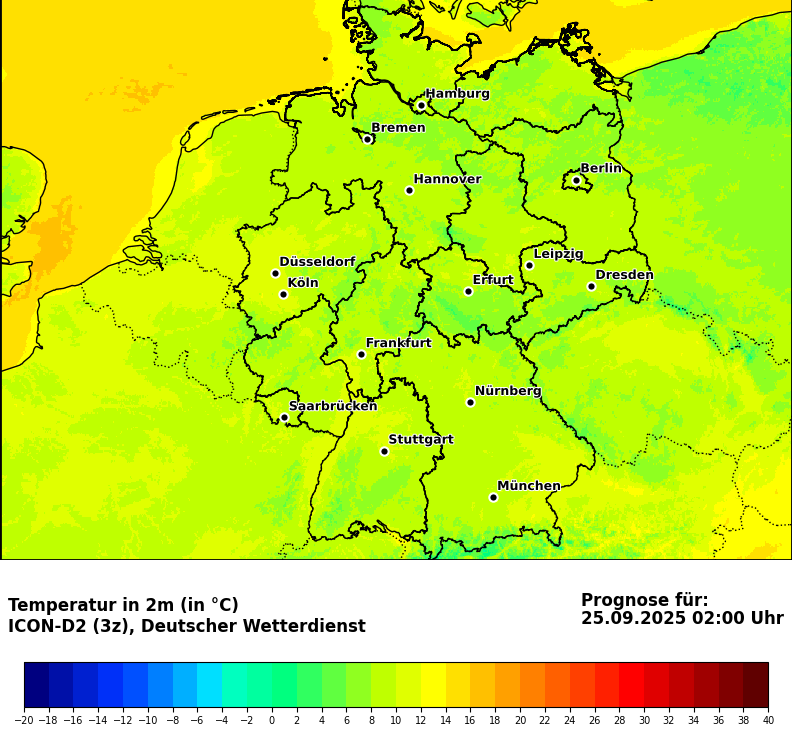 Hamburg
Bremen
Berlin
Hannover
Leipzig
Düsseldorf
Dresden
Köln
Erfurt
Frankfurt
Nürnberg
Saarbrücken
Stuttgart
München
Temperatur in 2m (in °C)
ICON-D2 (3z), Deutscher Wetterdienst
Prognose für:
25.09.2025 02:00 Uhr
−20 −18 −16 −14 −12 −10 −8 −6 −4 −2 0 2 4 6 8 10 12 14 16 18 20 22 24 26 28 30 32 34 36 38 40